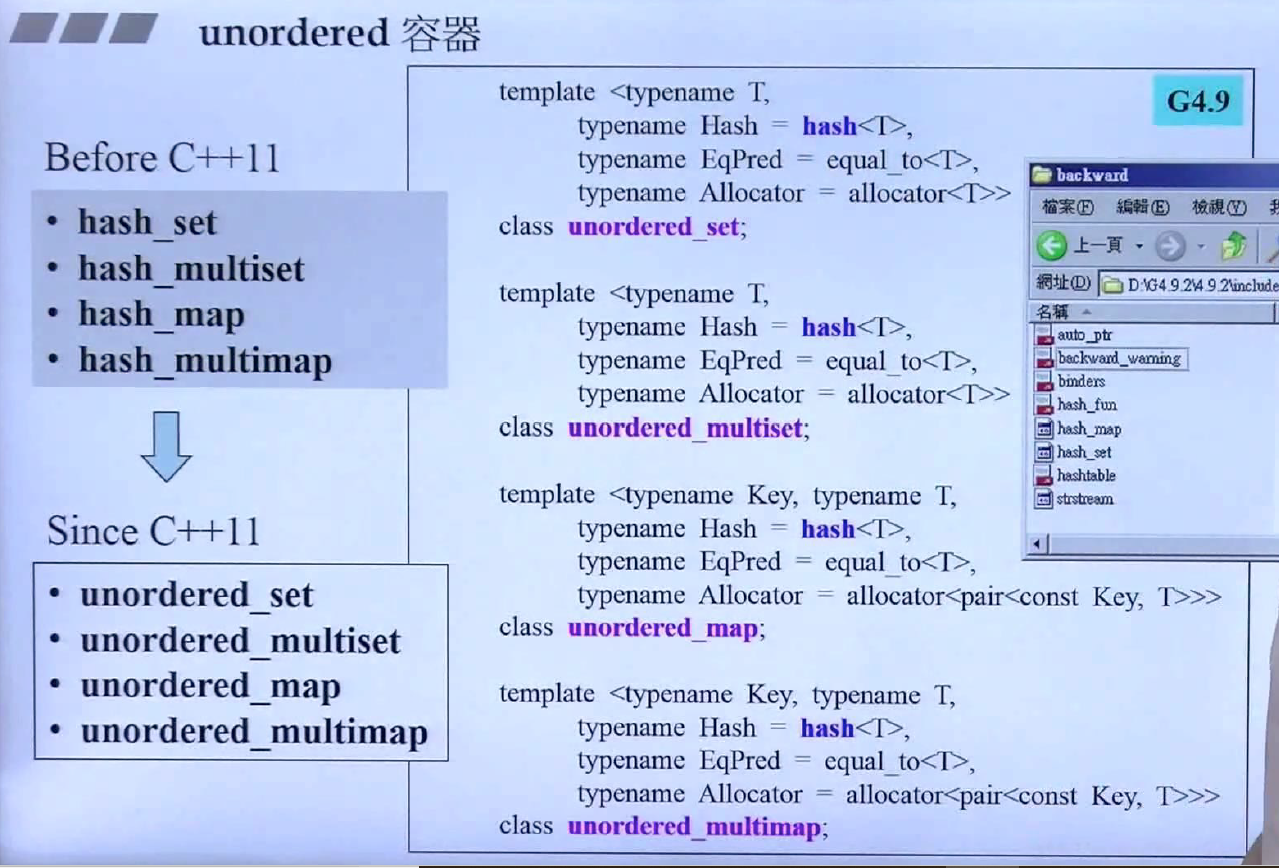 unordered 容器
Before C++11
• hash_set
• hash_multiset
• hash_map
• hash_multimap
Since C++11
• unordered_set
• unordered_multiset
• unordered_map
• unordered_multimap
G4.9
template <typename T,
typename Hash = hash<T>,
typename EqPred = equal_to<T>,
typename Allocator = allocator<T>>
class unordered_set;
template <typename T,
typename Hash = hash<T>,
typename EqPred = equal_to<T>,
typename Allocator = allocator<T>>
class unordered_multiset;
template <typename Key, typename T,
typename Hash = hash<T>,
typename EqPred = equal_to<T>,
typename Allocator = allocator<pair<const Key, T>>>
class unordered_map;
template <typename Key, typename T,
typename Hash = hash<T>,
typename EqPred = equal_to<T>,
typename Allocator = allocator<pair<const Key, T>>>
class unordered_multimap;
backward
檔案(F) 編輯(E) 檢視(V)
上一頁
網址(D) D:\G4.9.2\4.9.2\include
名稱
auto_ptr
backward_warning
binders
hash_fun
hash_map
hash_set
hashtable
strstream